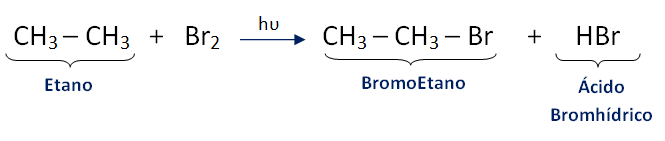 hυ
CH₃ – CH₃ + Br₂ → CH₃ – CH₃ – Br + HBr
Etano BromoEtano Ácido
Bromhídrico